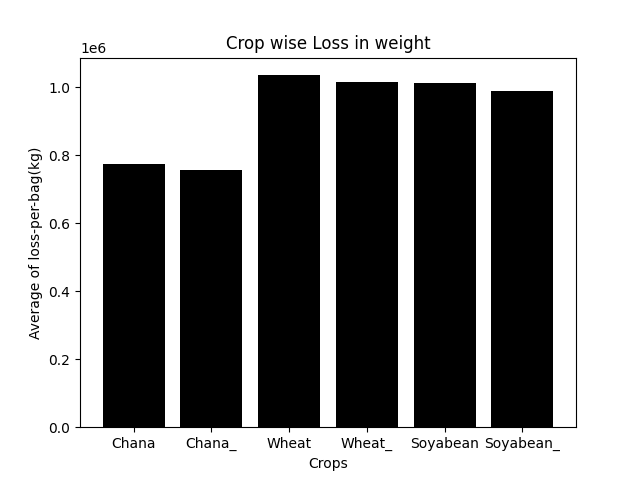 Crop wise Loss in weight
1e6
1.0
0.8
0.6
0.4
0.2
0.0
Average of loss-per-bag(kg)
Chana Chana_ Wheat Wheat_ Soyabean Soyabean_
Crops